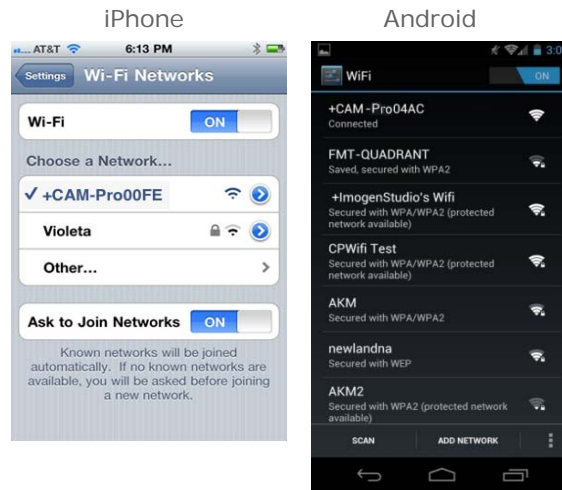 iPhone
AT&T 6:13 PM
Settings Wi-Fi Networks
Wi-Fi ON
Choose a Network...
+CAM-Pro00FE
Violeta
Other...
Ask to Join Networks ON
Known networks will be joined
automatically. If no known networks are
available, you will be asked before joining
a new network.
Android
3:0
WiFi ON
+CAM-Pro04AC
Connected
FMT-QUADRANT
Saved, secured with WPA2
+ImogenStudio's Wifi
Secured with WPA/WPA2 (protected
network available)
CPWifi Test
Secured with WPA/WPA2 (protected
network available)
AKM
Secured with WPA/WPA2
newlandna
Secured with WEP
AKM2
Secured with WPA2 (protected network
available)
SCAN ADD NETWORK